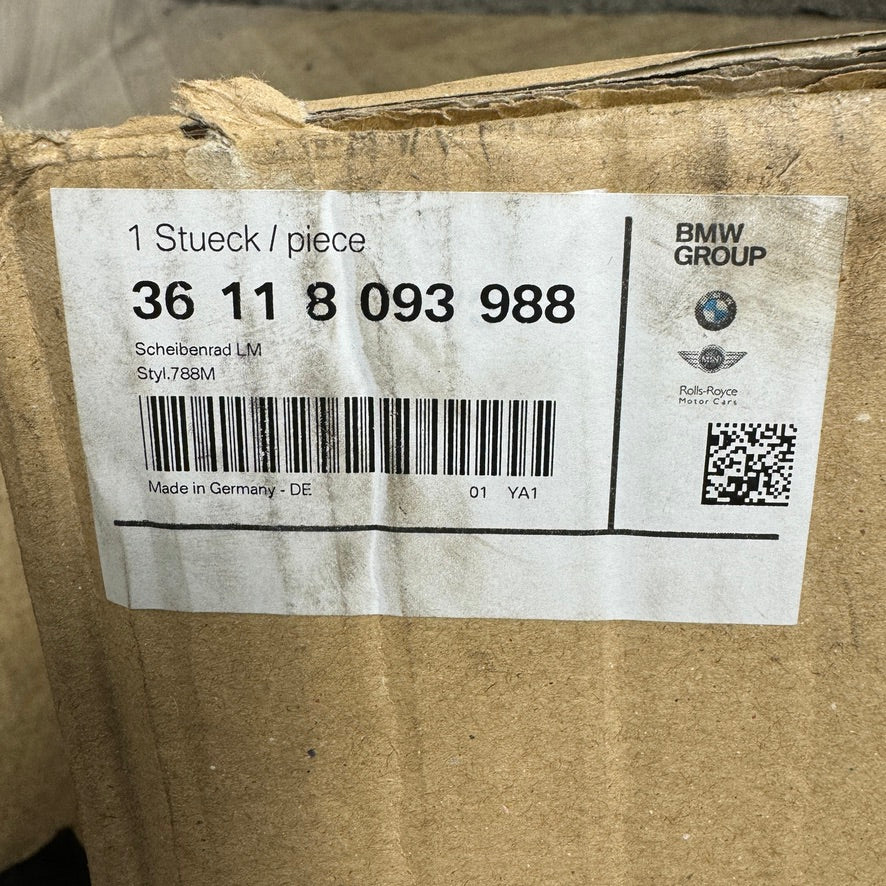 1 Stueck / piece
36 11 8 093 988
Scheibenrad LM
Styl.788M
Made in Germany - DE
01 YA1
BMW
GROUP
MINI
Rolls-Royce
Motor Cars